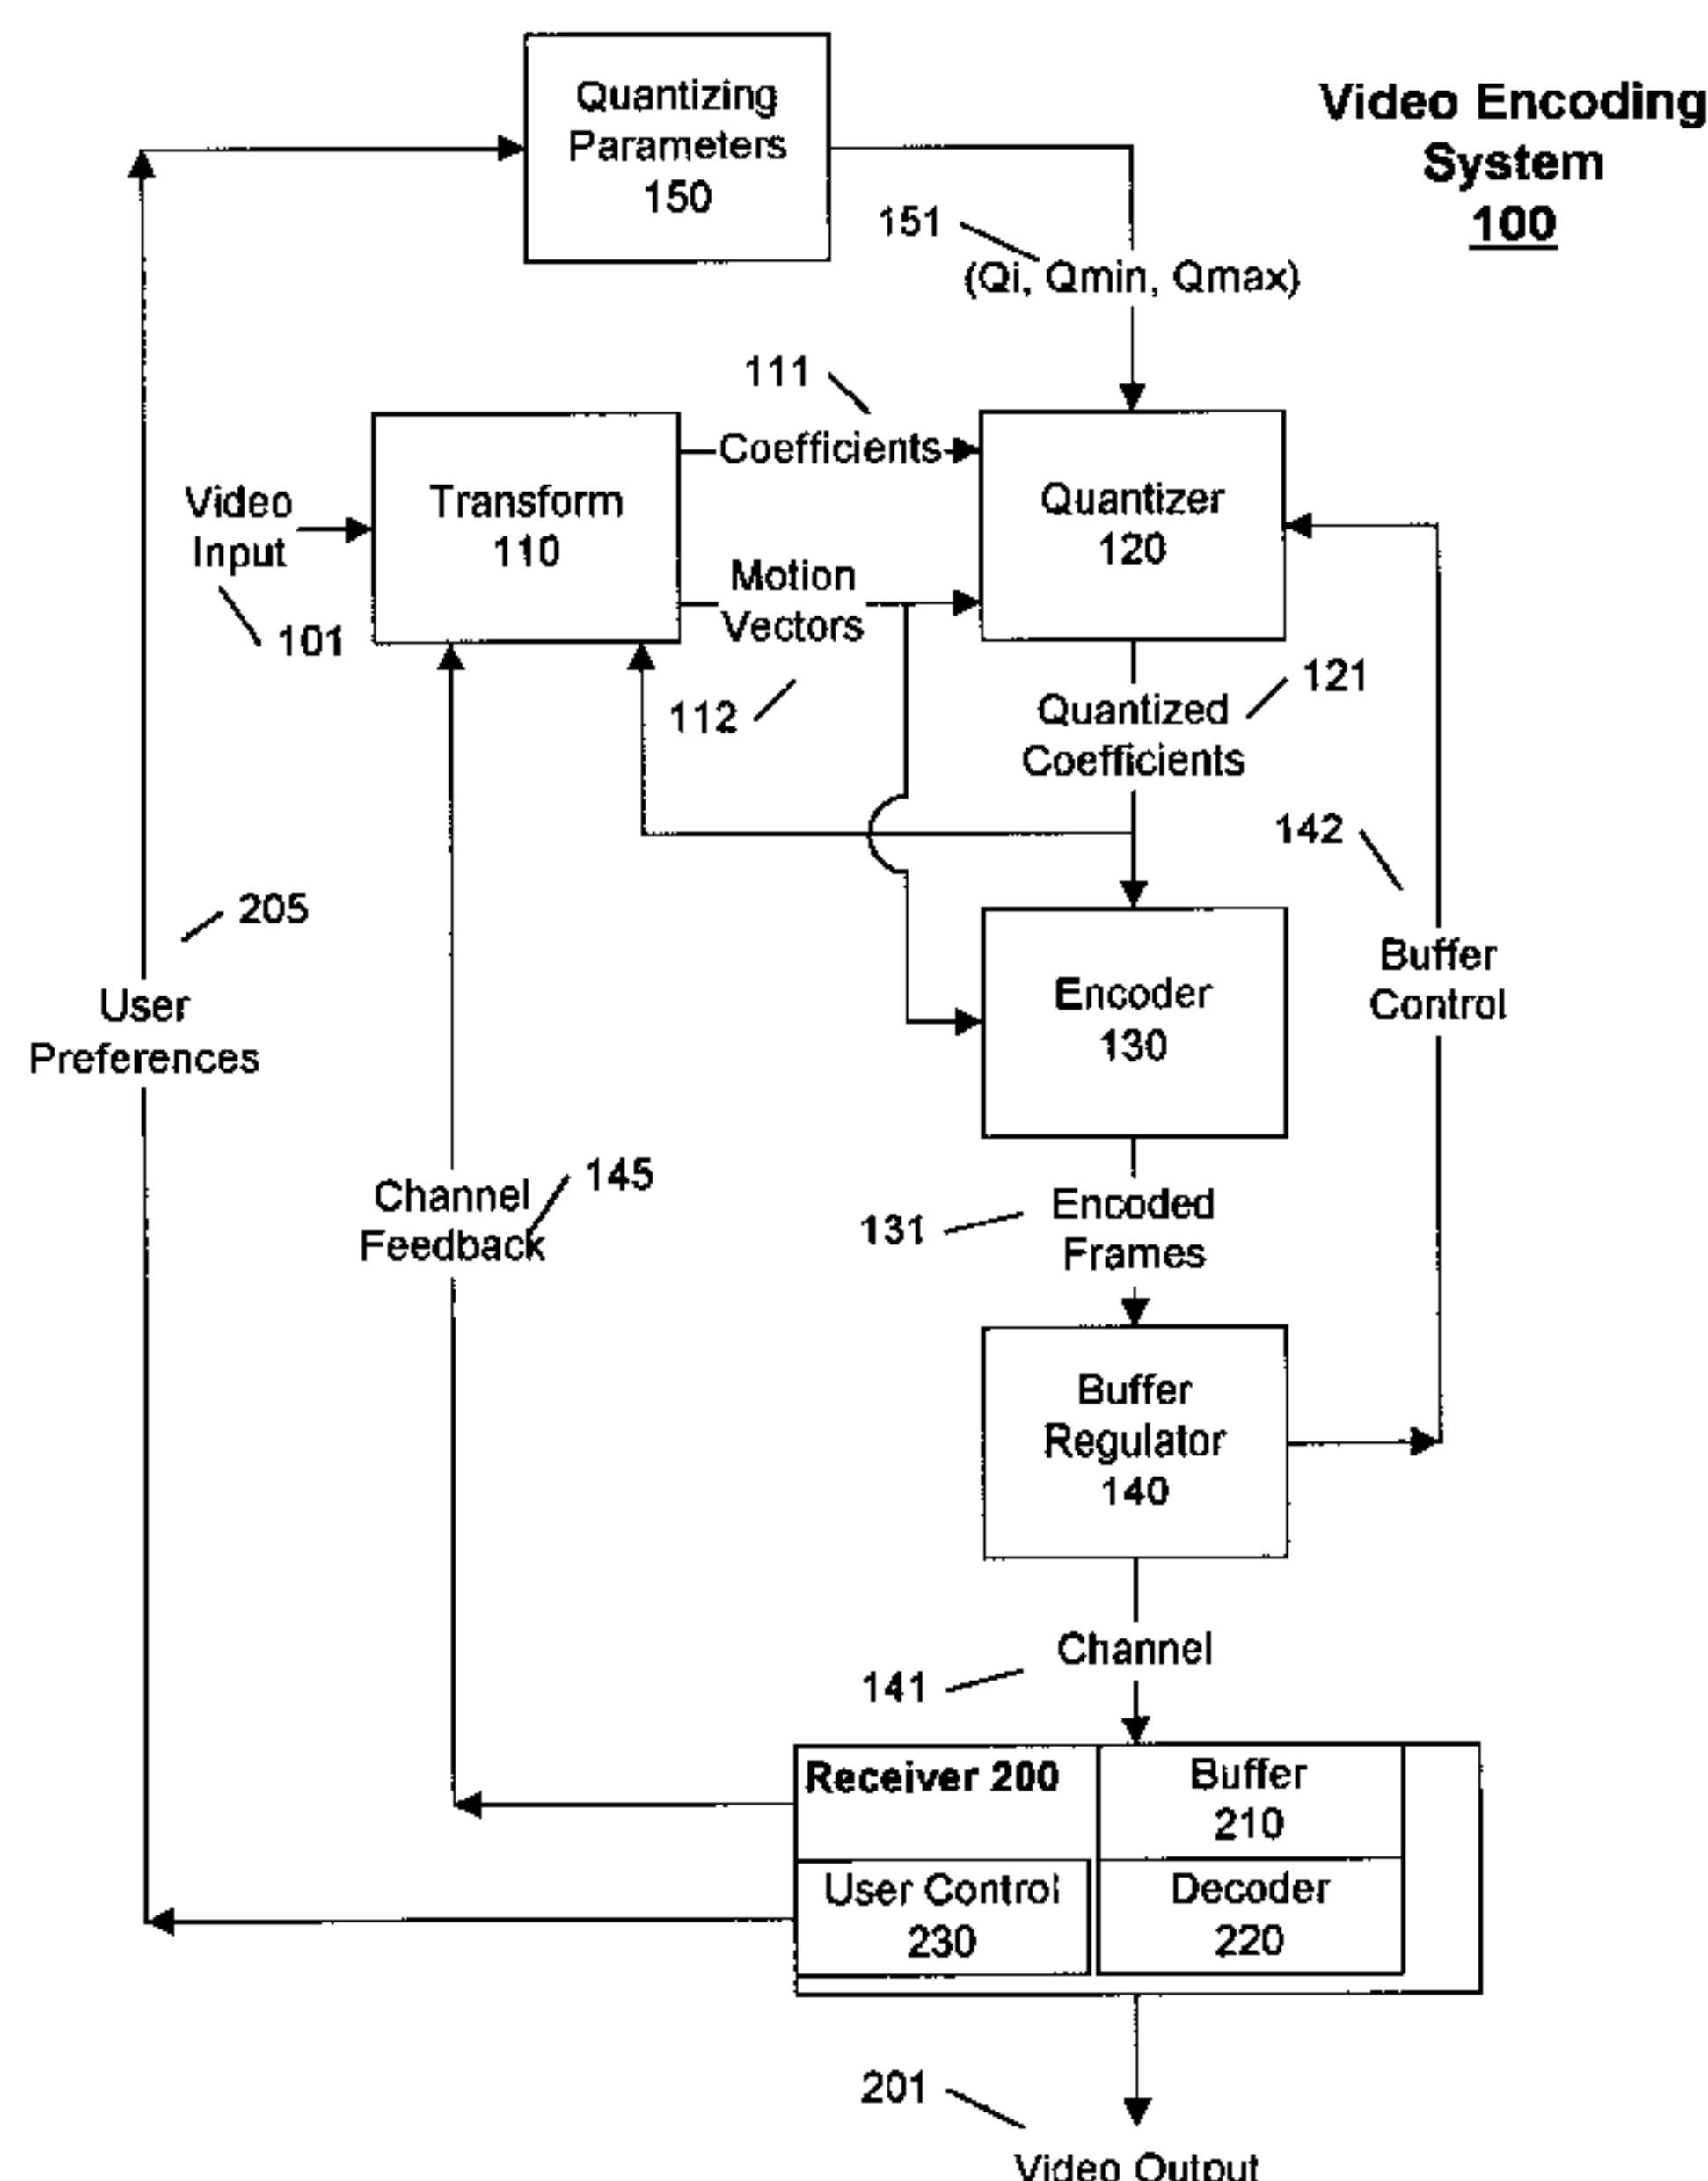 Video Encoding
System
100
Quantizing
Parameters
150
151
(Qi, Qmin, Qmax)
111
Coefficients
Video
Input
101
Transform
110
Motion
Vectors
112
Quantizer
120
121
Quantized
Coefficients
142
205
User
Preferences
Encoder
130
Buffer
Control
145
Channel
Feedback
131
Encoded
Frames
Buffer
Regulator
140
Channel
141
Receiver 200
Buffer
210
User Control
230
Decoder
220
201
Video Output